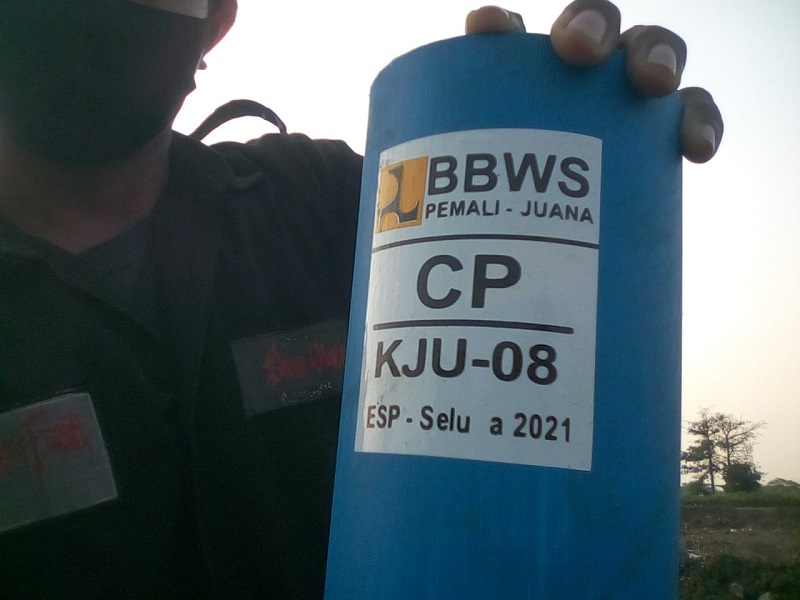 BBWS
PEMALI - JUANA
CP
KJU-08
ESP - Selu a 2021